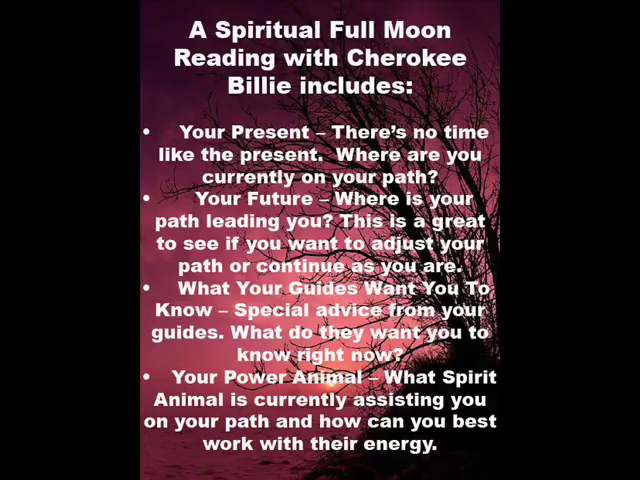 A Spiritual Full Moon
Reading with Cherokee
Billie includes:
• Your Present – There's no time
like the present. Where are you
currently on your path?
• Your Future – Where is your
path leading you? This is a great
to see if you want to adjust your
path or continue as you are.
• What Your Guides Want You To
Know – Special advice from your
guides. What do they want you to
know right now?
• Your Power Animal – What Spirit
Animal is currently assisting you
on your path and how can you best
work with their energy.